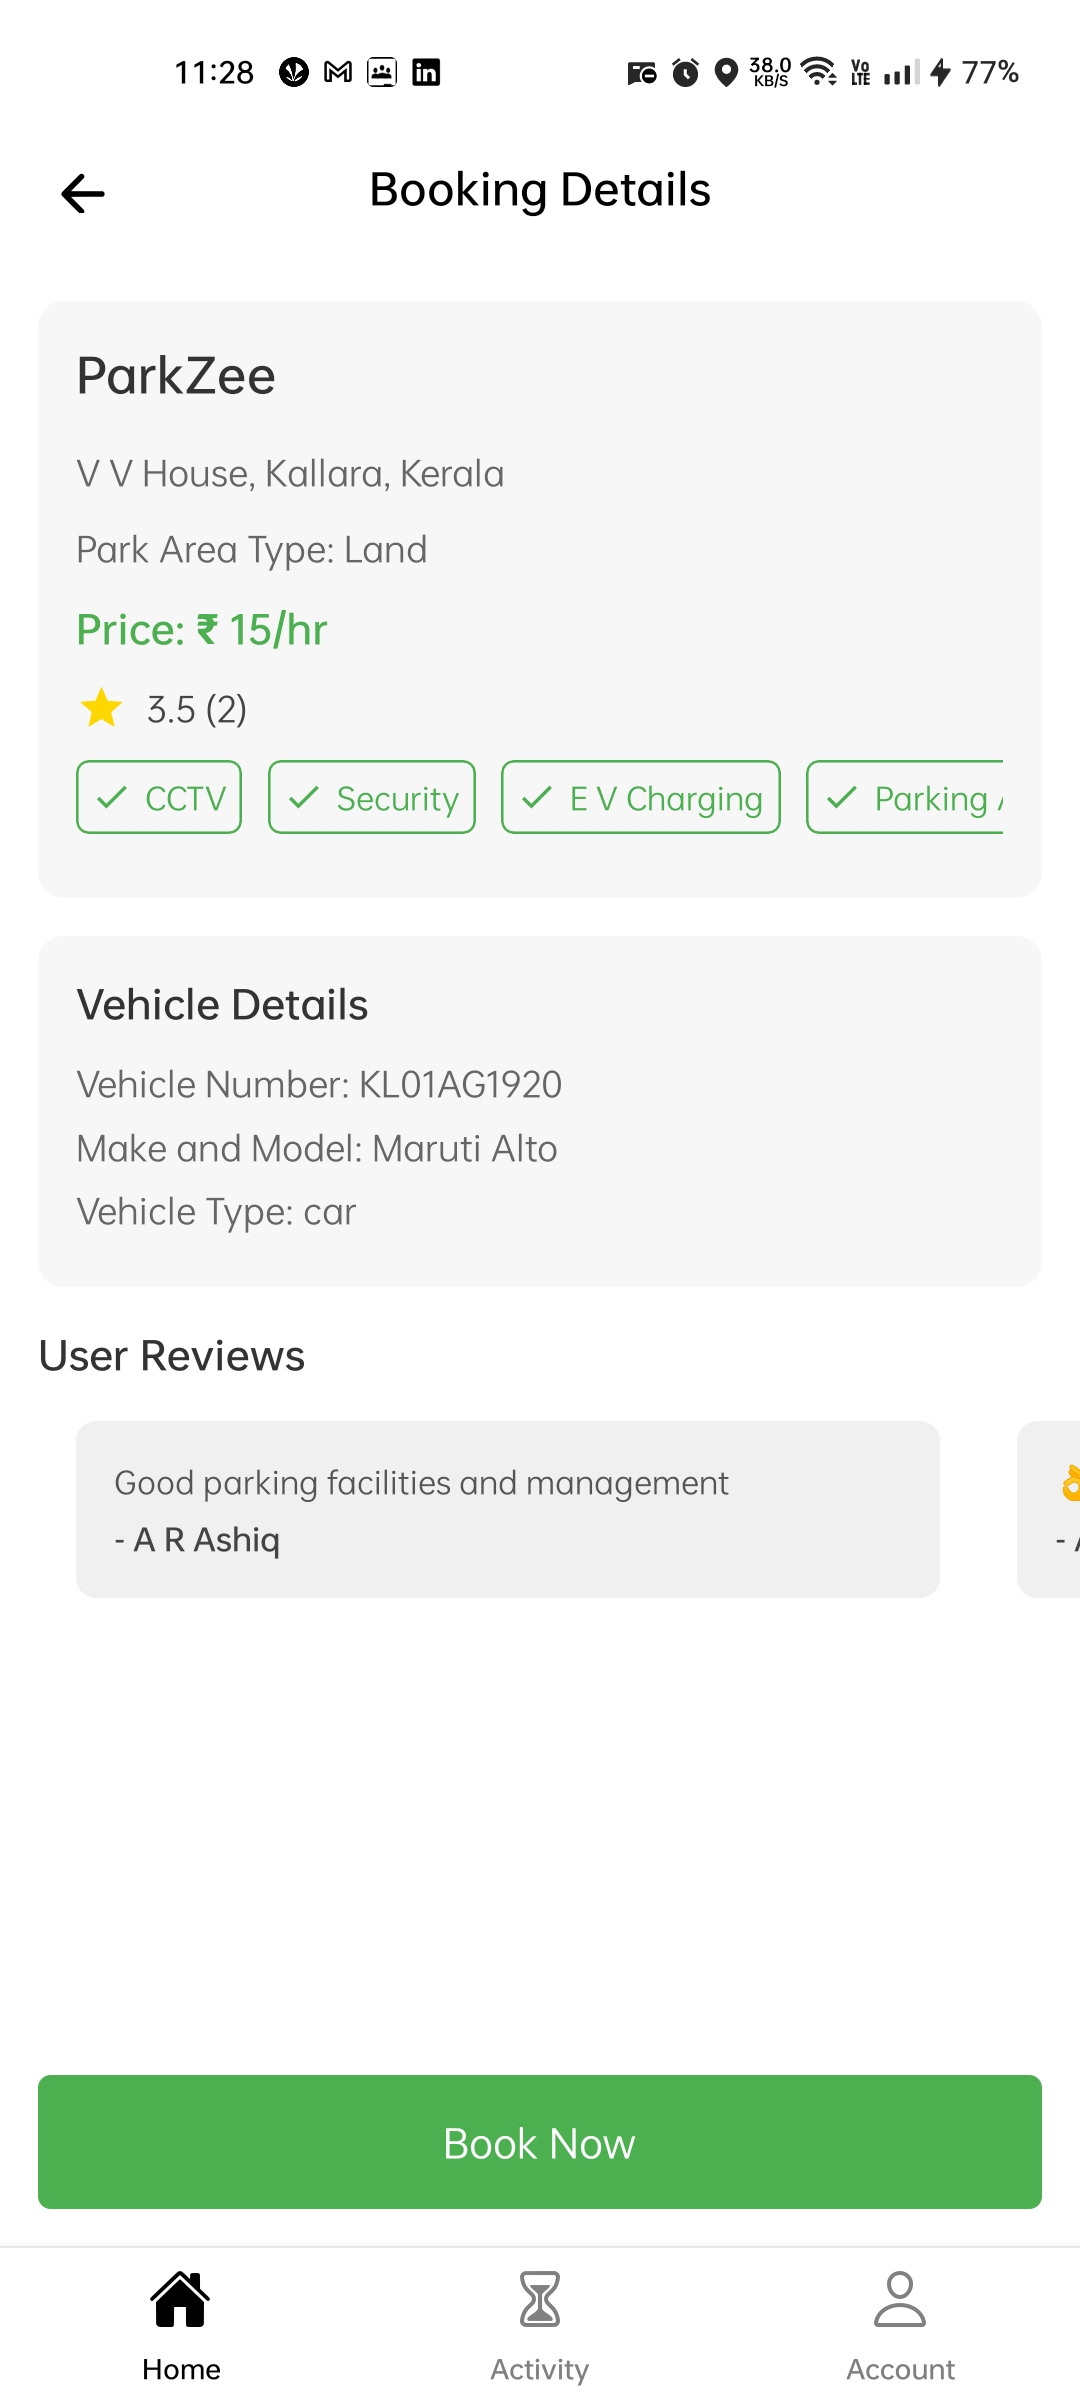 11:28
38.0
KB/S
Vo
LTE
77%
Booking Details
ParkZee
V V House, Kallara, Kerala
Park Area Type: Land
Price: ₹ 15/hr
3.5 (2)
CCTV
Security
E V Charging
Parking
Vehicle Details
Vehicle Number: KL01AG1920
Make and Model: Maruti Alto
Vehicle Type: car
User Reviews
Good parking facilities and management
- A R Ashiq
👌
-
Book Now
Home
Activity
Account